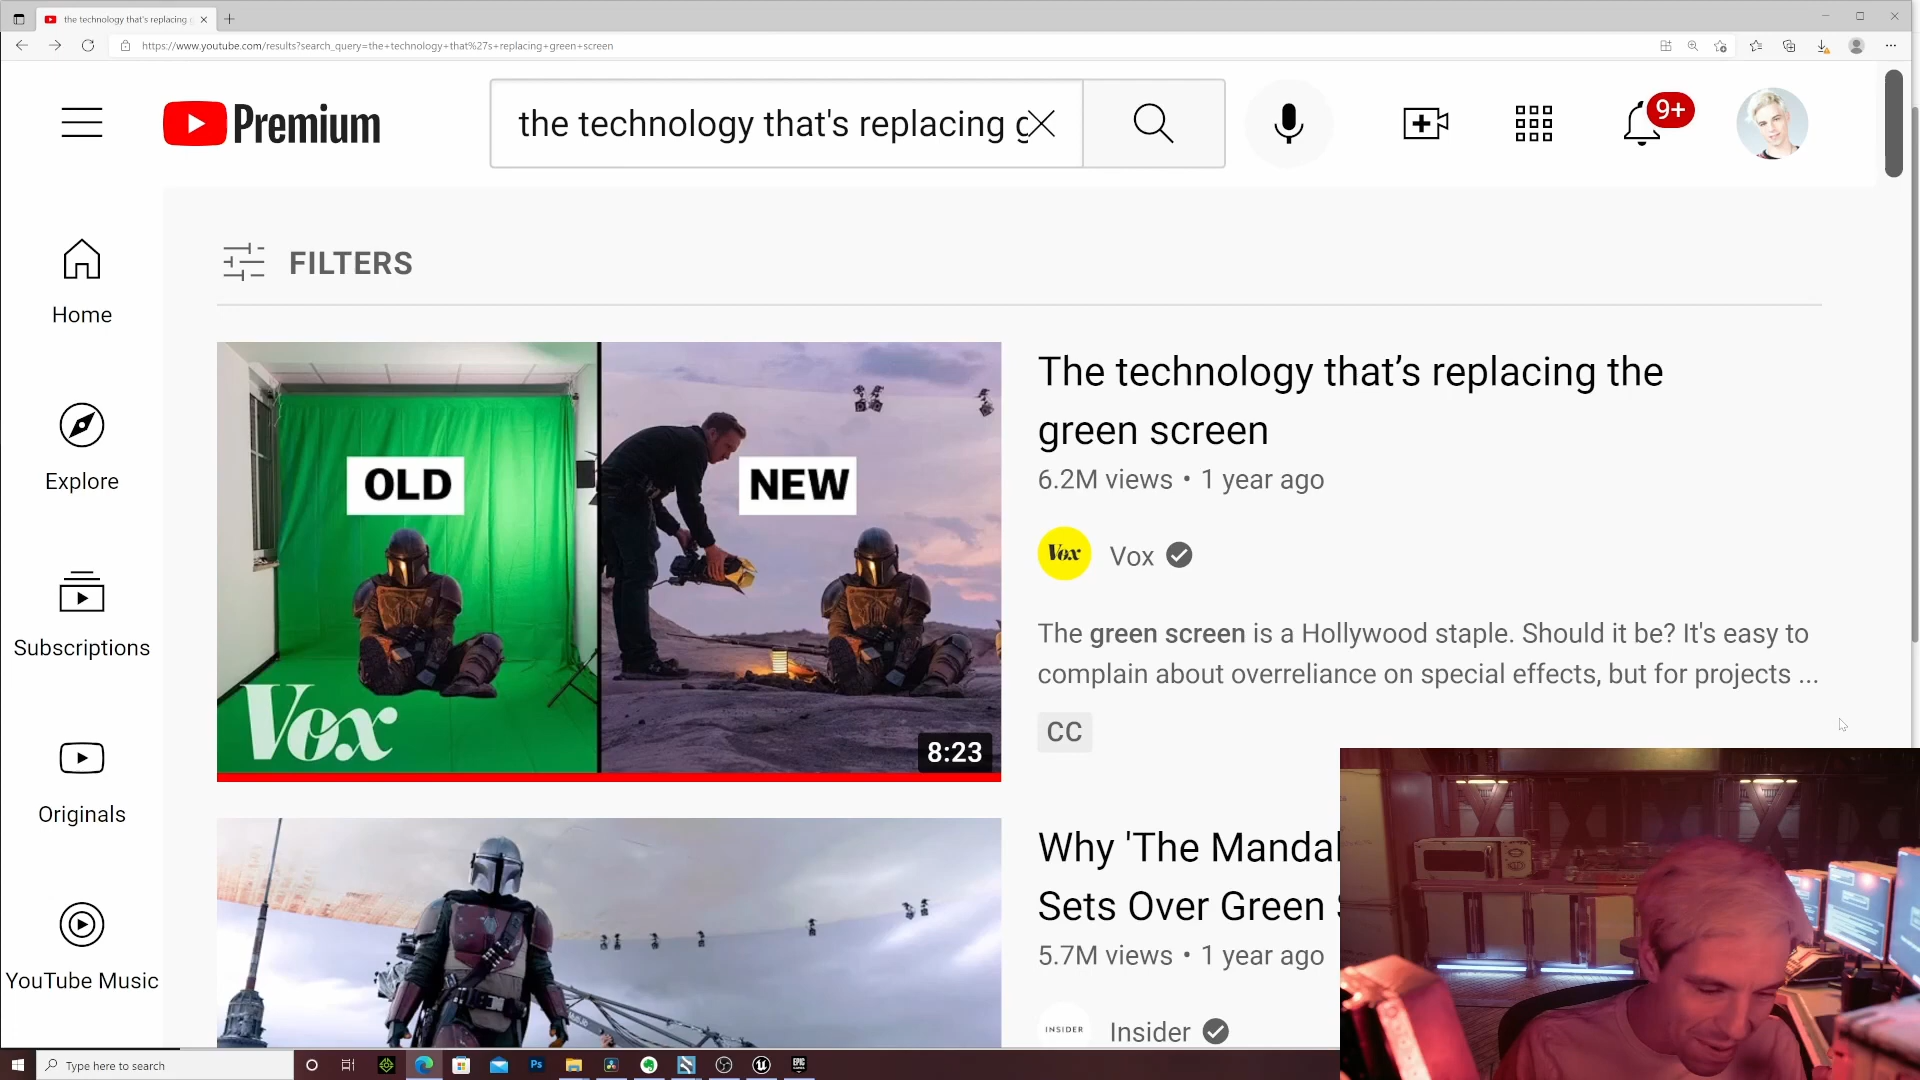 the technology that's replacing
https://www.youtube.com/results?search_query=the+technology+that%27s+replacing+green+screen
Premium
the technology that's replacing g
9+
FILTERS
Home
Explore
Subscriptions
Originals
YouTube Music
OLD
NEW
Vox
8:23
The technology that’s replacing the
green screen
6.2M views • 1 year ago
Vox
Vox
The green screen is a Hollywood staple. Should it be? It's easy to
complain about overreliance on special effects, but for projects ...
CC
Why 'The Mandal
Sets Over Green S
5.7M views • 1 year ago
INSIDER
Insider
Type here to search
Ps
EPIC